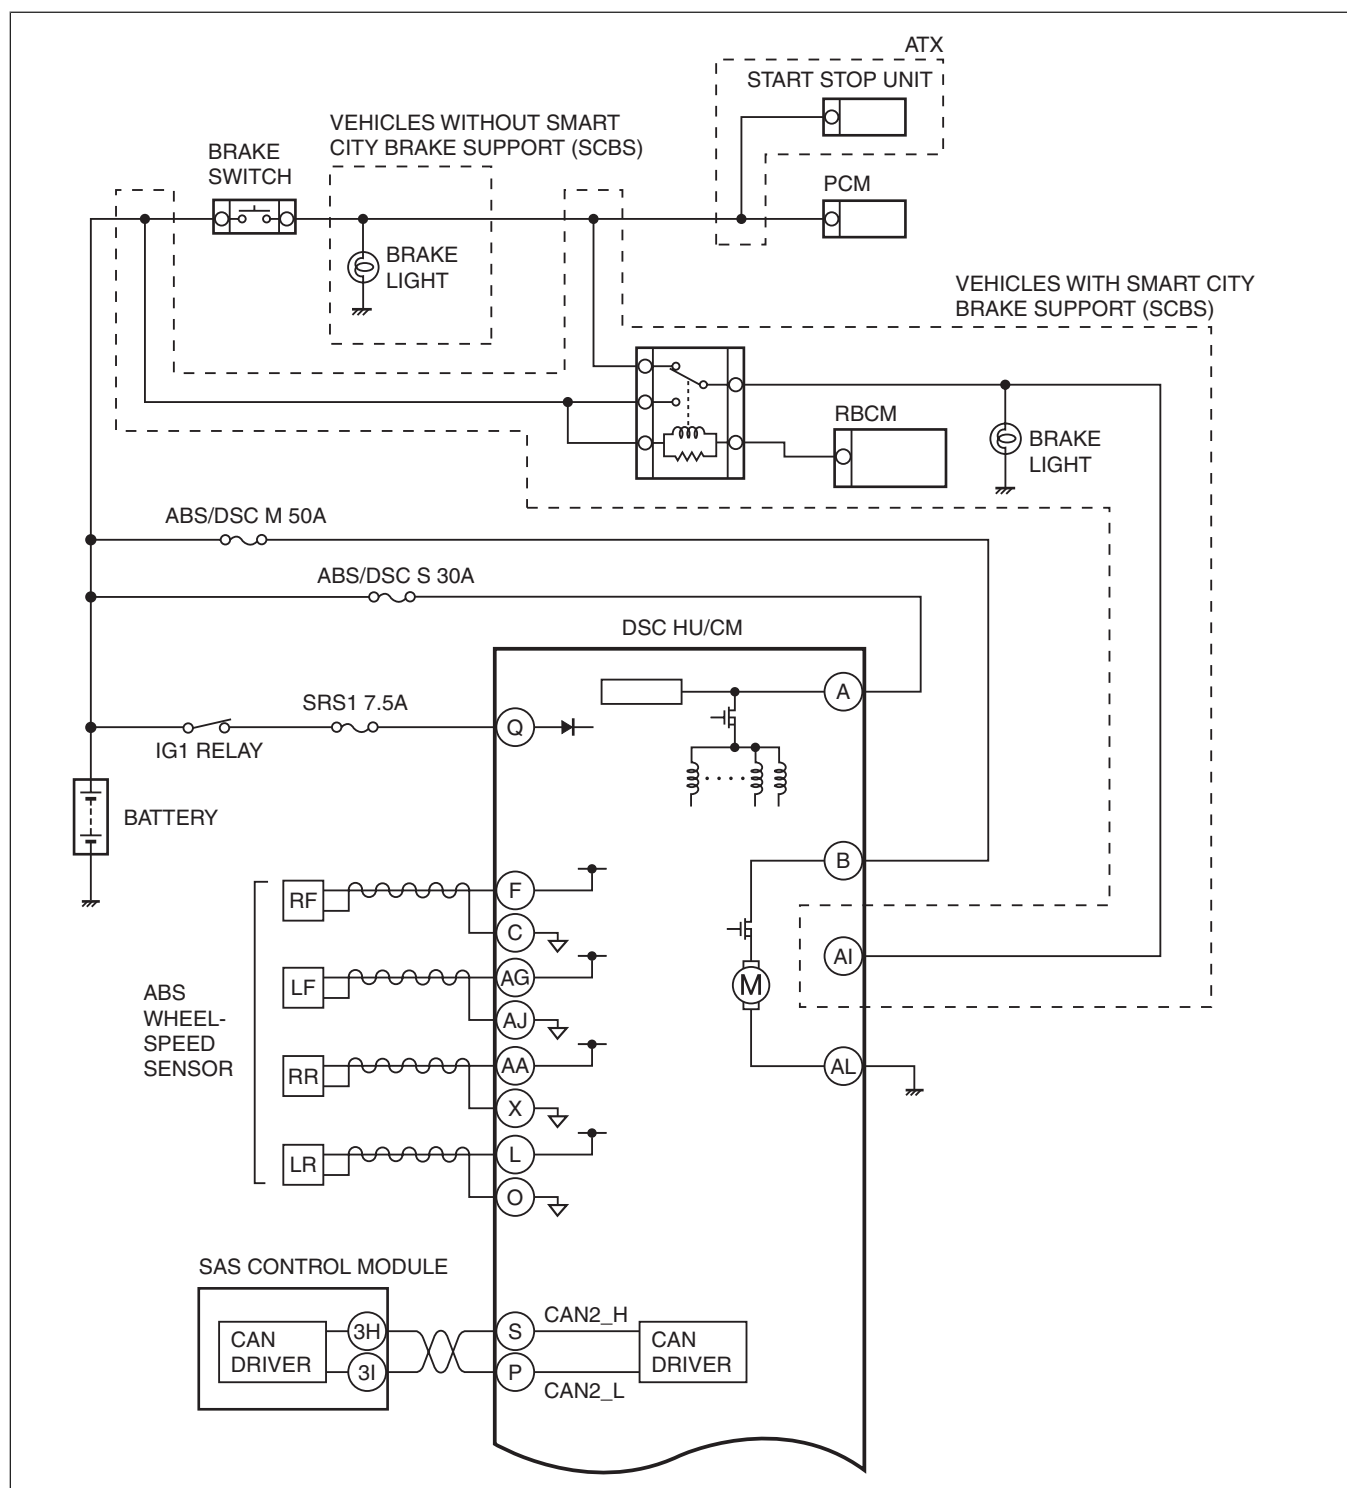 ATX
START STOP UNIT
VEHICLES WITHOUT SMART
CITY BRAKE SUPPORT (SCBS)
BRAKE
SWITCH
PCM
BRAKE
LIGHT
VEHICLES WITH SMART CITY
BRAKE SUPPORT (SCBS)
RBCM
BRAKE
LIGHT
ABS/DSC M 50A
ABS/DSC S 30A
DSC HU/CM
A
SRS1 7.5A
Q
IG1 RELAY
BATTERY
B
RF
F
C
AI
LF
AG
M
AJ
ABS
WHEEL-
SPEED
SENSOR
RR
AA
AL
X
LR
L
O
SAS CONTROL MODULE
CAN
DRIVER
3H
3I
S
P
CAN2_H
CAN2_L
CAN
DRIVER